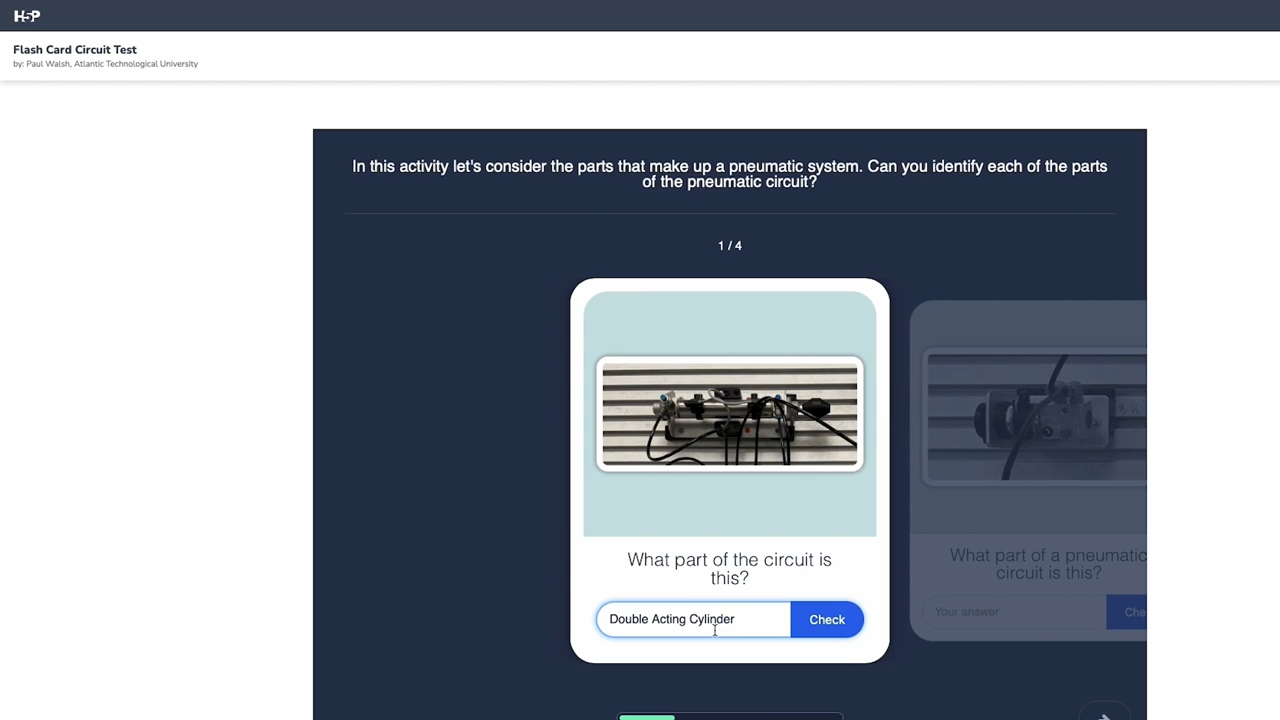 H5P
Flash Card Circuit Test
by: Paul Walsh, Atlantic Technological University
In this activity let's consider the parts that make up a pneumatic system. Can you identify each of the parts
of the pneumatic circuit?
1 / 4
What part of the circuit is
this?
Double Acting Cylinder
Check
What part of a pneumatic
circuit is this?
Your answer
Che